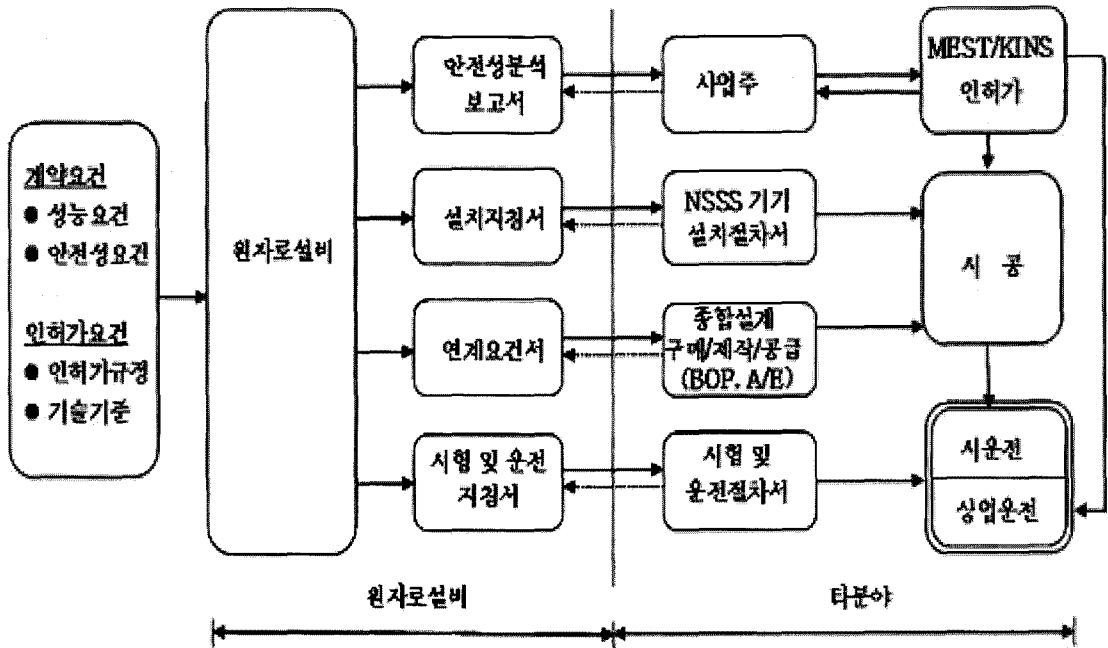 계약요건
● 성능요건
● 안전성요건
인허가요건
● 인허가규정
● 기술기준
원자로설비
안전성분석
보고서
설치지침서
연계요건서
시험 및 운전
지침서
사업주
NSSS 기기
설치절차서
종합설계
구매/제작/공급
(BOP, A/E)
시험 및
운전절차서
MEST/KINS
인허가
시 공
시운전
상업운전
원자로설비
타분야